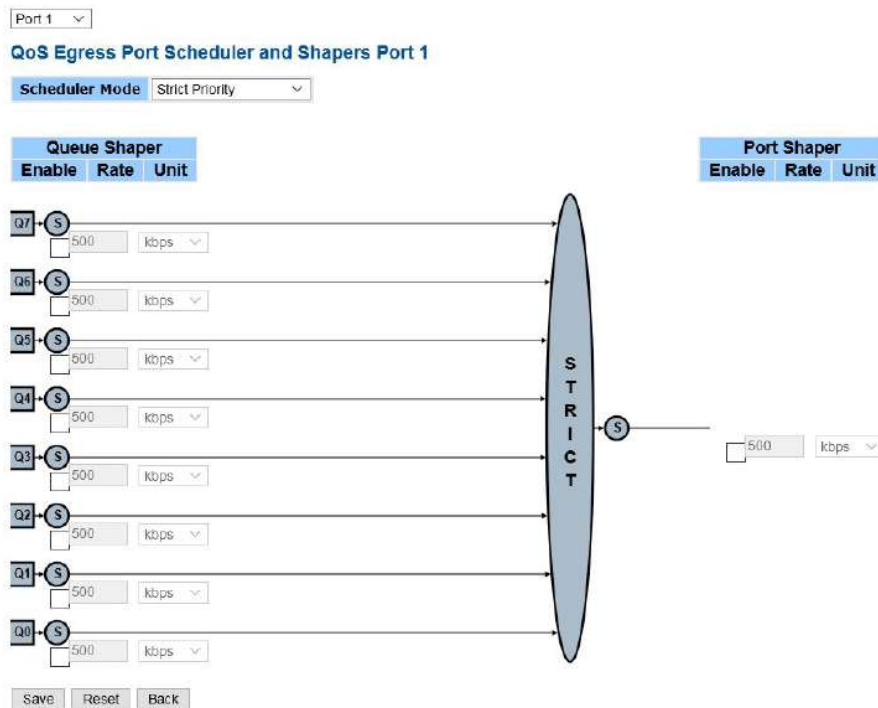 Port 1
QoS Egress Port Scheduler and Shapers Port 1
Scheduler Mode Strict Priority
Queue Shaper
Enable Rate Unit
Port Shaper
Enable Rate Unit
Q7 S
500 kbps
Q6 S
500 kbps
Q5 S
500 kbps
Q4 S
500 kbps
Q3 S
500 kbps
Q2 S
500 kbps
Q1 S
500 kbps
Q0 S
500 kbps
STRICT
S
500 kbps
Save Reset Back